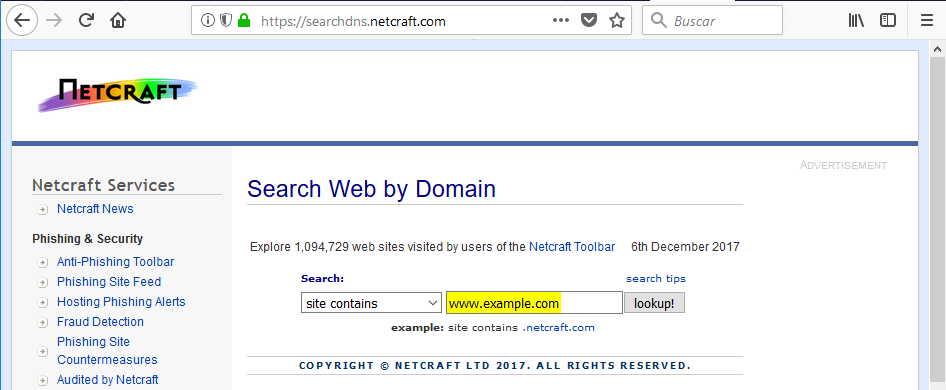 https://searchdns.netcraft.com
Buscar
NETCRAFT
ADVERTISEMENT
Netcraft Services
Netcraft News
Phishing & Security
Anti-Phishing Toolbar
Phishing Site Feed
Hosting Phishing Alerts
Fraud Detection
Phishing Site
Countermeasures
Audited by Netcraft
Search Web by Domain
Explore 1,094,729 web sites visited by users of the Netcraft Toolbar 6th December 2017
Search: search tips
site contains www.example.com lookup!
example: site contains .netcraft.com
COPYRIGHT © NETCRAFT LTD 2017. ALL RIGHTS RESERVED.